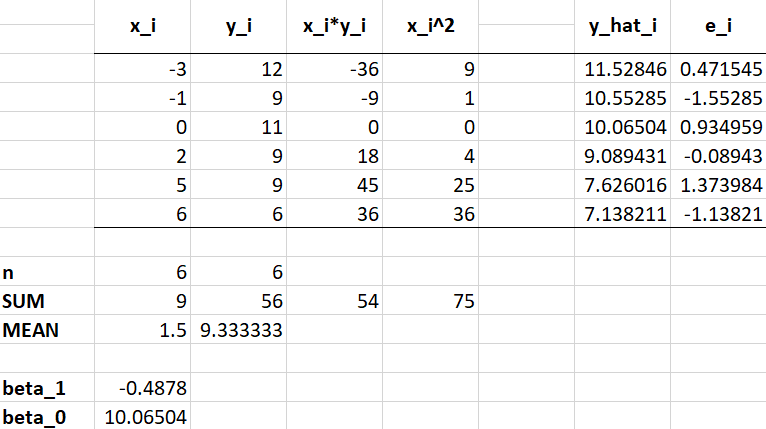 x_i y_i x_i*y_i x_i^2 y_hat_i e_i
-3 12 -36 9 11.52846 0.471545
-1 9 -9 1 10.55285 -1.55285
0 11 0 0 10.06504 0.934959
2 9 18 4 9.089431 -0.08943
5 9 45 25 7.626016 1.373984
6 6 36 36 7.138211 -1.13821
n 6 6
SUM 9 56 54 75
MEAN 1.5 9.333333
beta_1 -0.4878
beta_0 10.06504